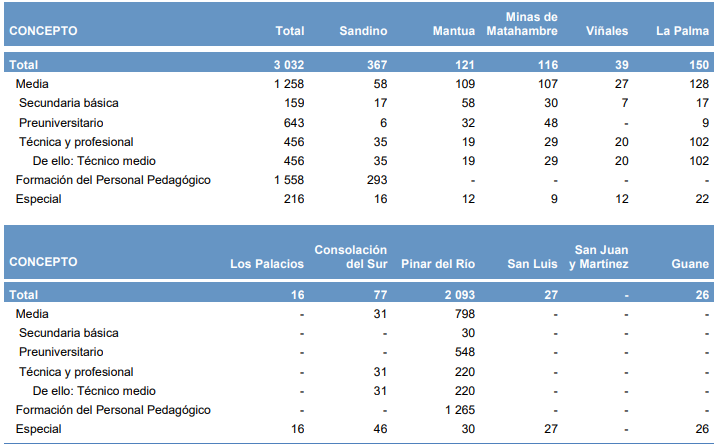 CONCEPTO Total Sandino Mantua Minas de Matahambre Viñales La Palma
Total 3 032 367 121 116 39 150
Media 1 258 58 109 107 27 128
Secundaria básica 159 17 58 30 7 17
Preuniversitario 643 6 32 48 - 9
Técnica y profesional 456 35 19 29 20 102
De ello: Técnico medio 456 35 19 29 20 102
Formación del Personal Pedagógico 1 558 293 - - - -
Especial 216 16 12 9 12 22
CONCEPTO Los Palacios Consolación del Sur Pinar del Río San Luis San Juan y Martínez Guane
Total 16 77 2 093 27 - 26
Media - 31 798 - - -
Secundaria básica - - 30 - - -
Preuniversitario - - 548 - - -
Técnica y profesional - 31 220 - - -
De ello: Técnico medio - 31 220 - - -
Formación del Personal Pedagógico - - 1 265 - - -
Especial 16 46 30 27 - 26